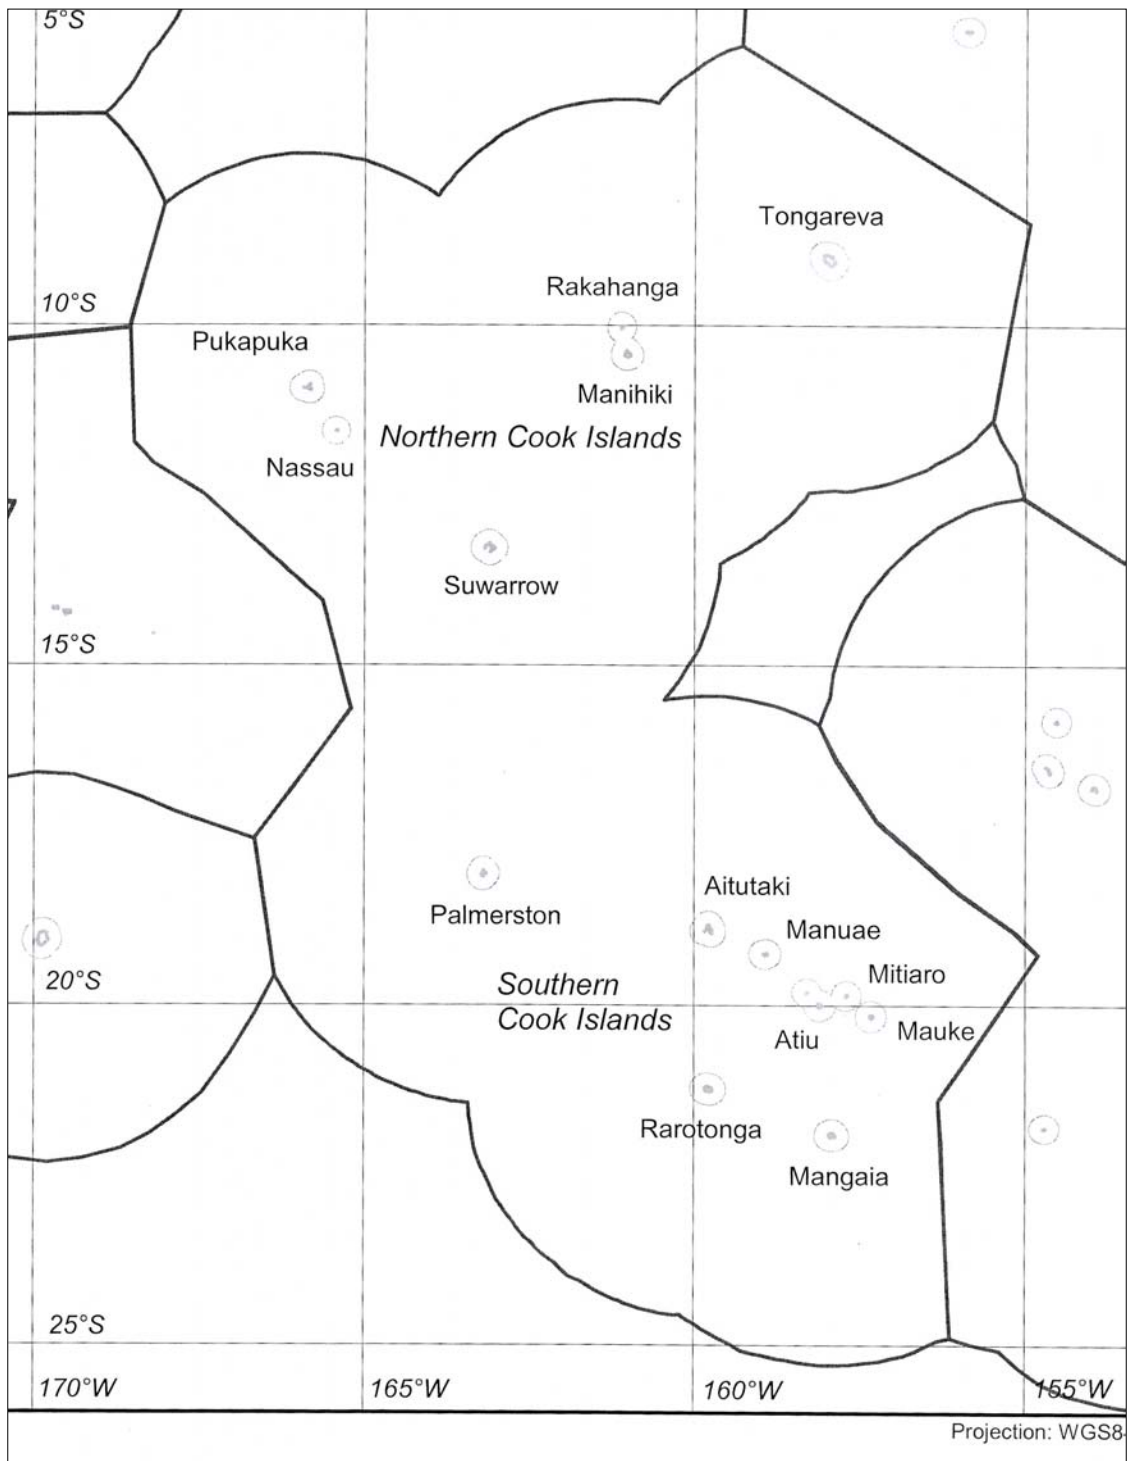 5°S
Tongareva
Rakahanga
10°S
Pukapuka
Manihiki
Northern Cook Islands
Nassau
Suwarrow
15°S
Aitutaki
Palmerston
Manuae
Mitiaro
20°S
Southern
Cook Islands
Mauke
Atiu
Rarotonga
Mangaia
25°S
170°W
165°W
160°W
155°W
Projection: WGS8